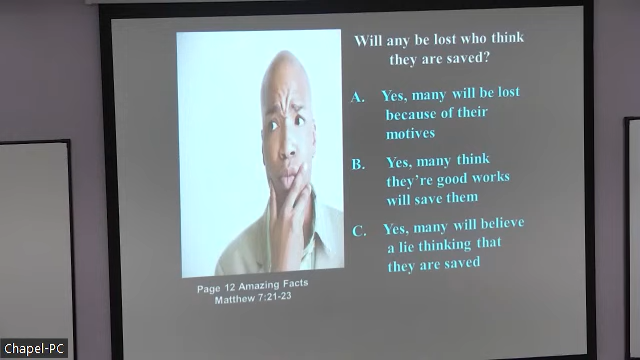 Will any be lost who think
they are saved?
A. Yes, many will be lost
because of their
motives
B. Yes, many think
they're good works
will save them
C. Yes, many will believe
a lie thinking that
they are saved
Page 12 Amazing Facts
Matthew 7:21-23
Chapel-PC